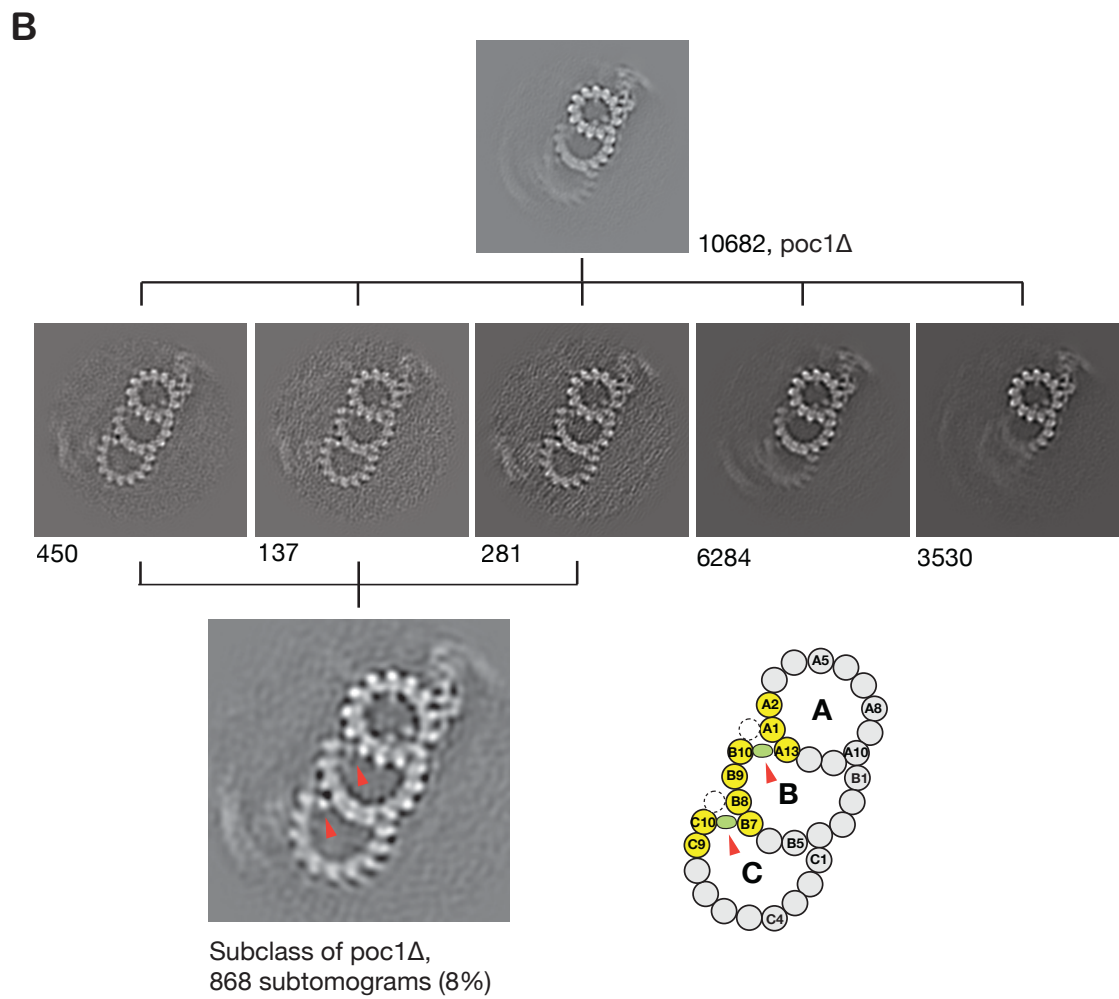 B
10682, poc1Δ
450
137
281
6284
3530
A5
A2
A
A8
A1
B10
A13
A10
B9
B1
B
B8
C10
B7
C9
B5
C1
C
C4
Subclass of poc1Δ,
868 subtomograms (8%)